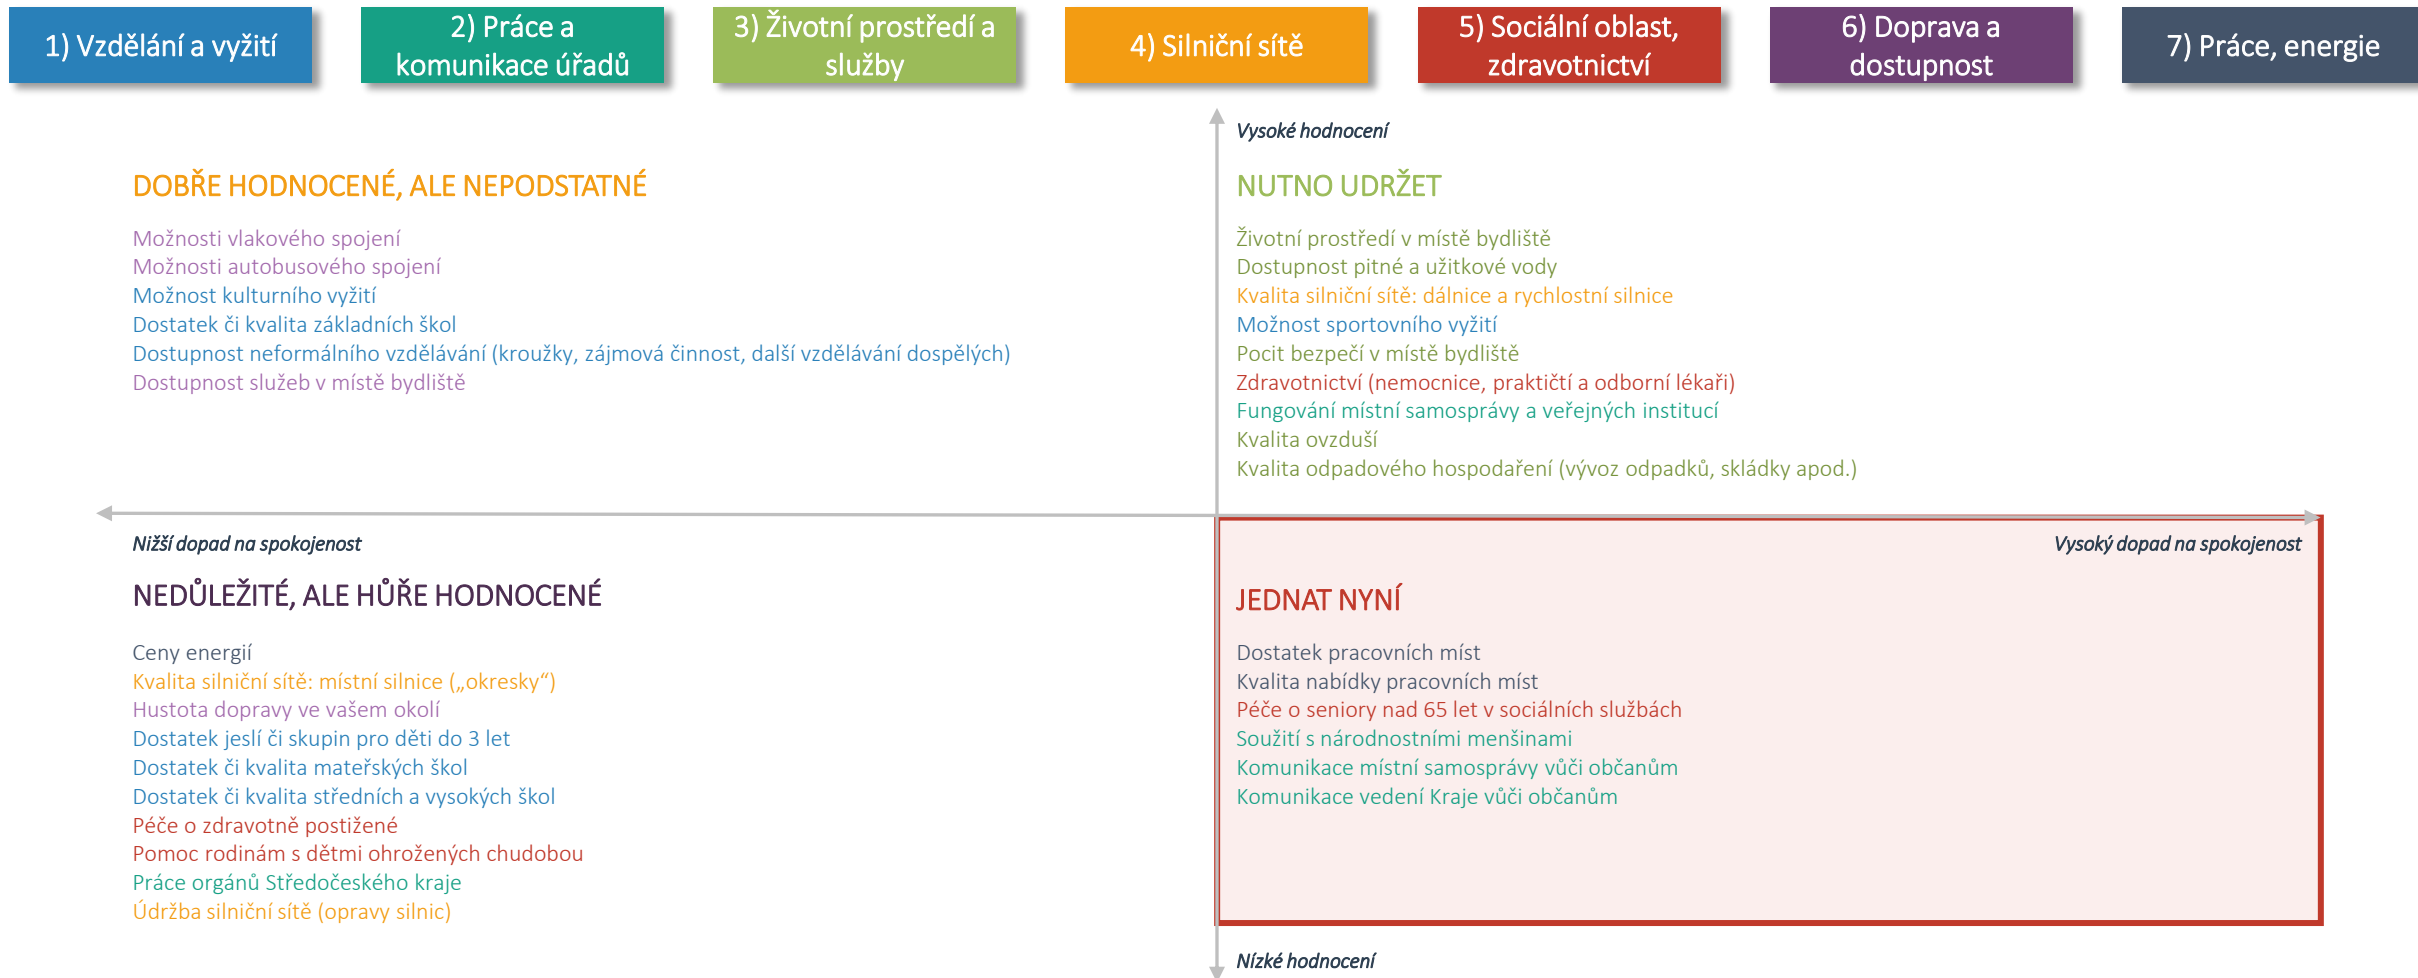 1) Vzdělání a vyžití
2) Práce a
komunikace úřadů
3) Životní prostředí a
služby
4) Silniční sítě
5) Sociální oblast,
zdravotnictví
6) Doprava a
dostupnost
7) Práce, energie
Vysoké hodnocení
DOBŘE HODNOCENÉ, ALE NEPODSTATNÉ
Možnosti vlakového spojení
Možnosti autobusového spojení
Možnost kulturního vyžití
Dostatek či kvalita základních škol
Dostupnost neformálního vzdělávání (kroužky, zájmová činnost, další vzdělávání dospělých)
Dostupnost služeb v místě bydliště
NUTNO UDRŽET
Životní prostředí v místě bydliště
Dostupnost pitné a užitkové vody
Kvalita silniční sítě: dálnice a rychlostní silnice
Možnost sportovního vyžití
Pocit bezpečí v místě bydliště
Zdravotnictví (nemocnice, praktičtí a odborní lékaři)
Fungování místní samosprávy a veřejných institucí
Kvalita ovzduší
Kvalita odpadového hospodaření (vývoz odpadků, skládky apod.)
Nižší dopad na spokojenost
Vysoký dopad na spokojenost
NEDŮLEŽITÉ, ALE HŮŘE HODNOCENÉ
Ceny energií
Kvalita silniční sítě: místní silnice („okresky“)
Hustota dopravy ve vašem okolí
Dostatek jeslí či skupin pro děti do 3 let
Dostatek či kvalita mateřských škol
Dostatek či kvalita středních a vysokých škol
Péče o zdravotně postižené
Pomoc rodinám s dětmi ohrožených chudobou
Práce orgánů Středočeského kraje
Údržba silniční sítě (opravy silnic)
JEDNAT NYNÍ
Dostatek pracovních míst
Kvalita nabídky pracovních míst
Péče o seniory nad 65 let v sociálních službách
Soužití s národnostními menšinami
Komunikace místní samosprávy vůči občanům
Komunikace vedení Kraje vůči občanům
Nízké hodnocení